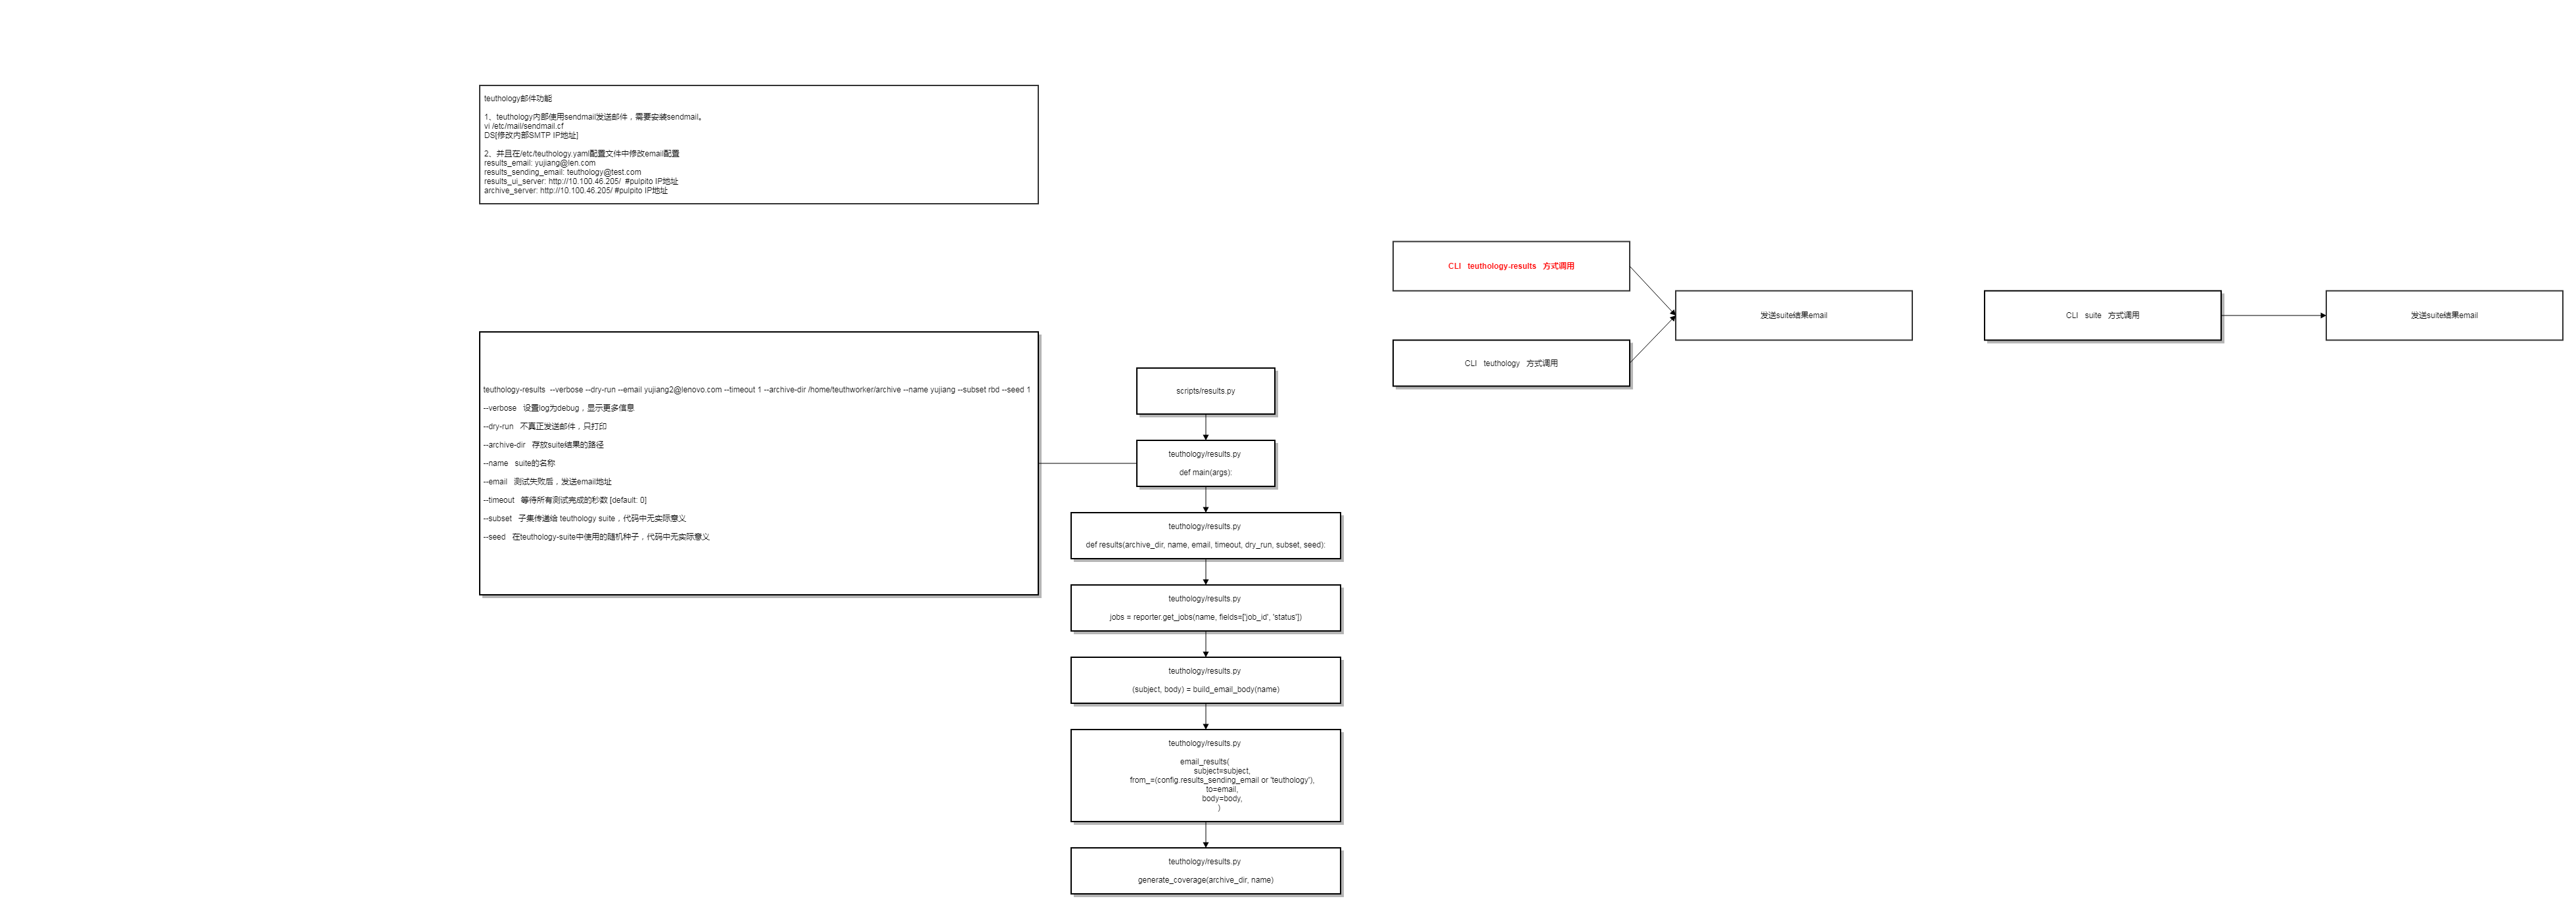 teuthology邮件功能
1、teuthology内部使用sendmail发送邮件，需要安装sendmail。
vi /etc/mail/sendmail.cf
DS[修改内部SMTP IP地址]
2、并且在/etc/teuthology.yaml配置文件中修改email配置
results_email: yujiang@len.com
results_sending_email: teuthology@test.com
results_ui_server: http://10.100.46.205/  #pulpito IP地址
archive_server: http://10.100.46.205/ #pulpito IP地址
CLI   teuthology-results   方式调用
发送suite结果email
CLI   teuthology   方式调用
CLI   suite   方式调用
发送suite结果email
teuthology-results  --verbose --dry-run --email yujiang2@lenovo.com --timeout 1 --archive-dir /home/teuthworker/archive --name yujiang --subset rbd --seed 1
--verbose   设置log为debug，显示更多信息
--dry-run   不真正发送邮件，只打印
--archive-dir   存放suite结果的路径
--name   suite的名称
--email   测试失败后，发送email地址
--timeout   等待所有测试完成的秒数 [default: 0]
--subset   子集传递给 teuthology suite，代码中无实际意义
--seed   在teuthology-suite中使用的随机种子，代码中无实际意义
scripts/results.py
teuthology/results.py
def main(args):
teuthology/results.py
def results(archive_dir, name, email, timeout, dry_run, subset, seed):
teuthology/results.py
jobs = reporter.get_jobs(name, fields=['job_id', 'status'])
teuthology/results.py
(subject, body) = build_email_body(name)
teuthology/results.py
email_results(
subject=subject,
from_=(config.results_sending_email or 'teuthology'),
to=email,
body=body,
)
teuthology/results.py
generate_coverage(archive_dir, name)